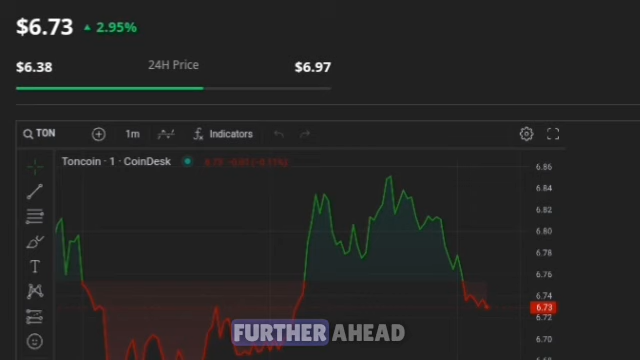 $6.73 ▲ 2.95%
$6.38 24H Price $6.97
TON 1m Indicators
Toncoin · 1 · CoinDesk
6.86
6.84
6.82
6.80
6.78
6.76
6.74
6.73
6.72
6.70
FURTHER AHEAD